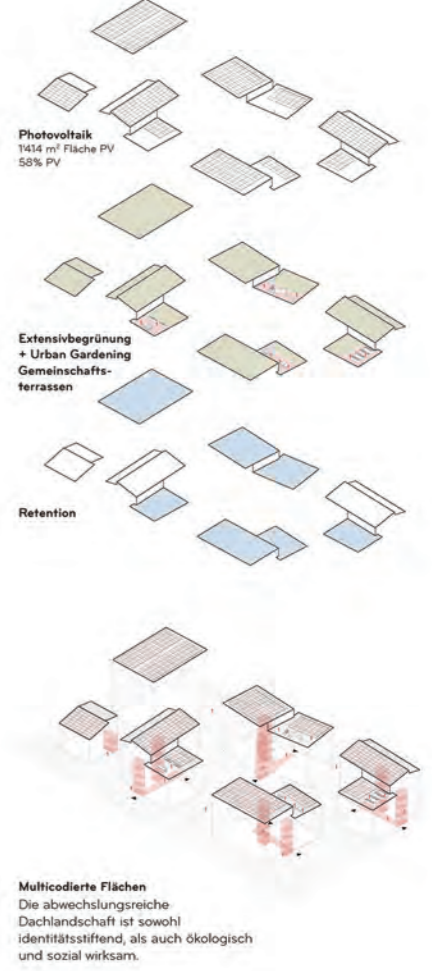 Photovoltaik
1'414 m² Fläche PV
58% PV
Extensivbegrünung
+ Urban Gardening
Gemeinschafts-
terrassen
Retention
Multicodierte Flächen
Die abwechslungsreiche
Dachlandschaft ist sowohl
identitätsstiftend, als auch ökologisch
und sozial wirksam.